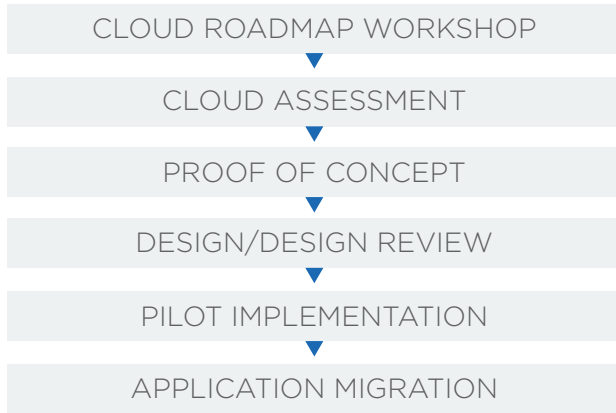 CLOUD ROADMAP WORKSHOP
CLOUD ASSESSMENT
PROOF OF CONCEPT
DESIGN/DESIGN REVIEW
PILOT IMPLEMENTATION
APPLICATION MIGRATION